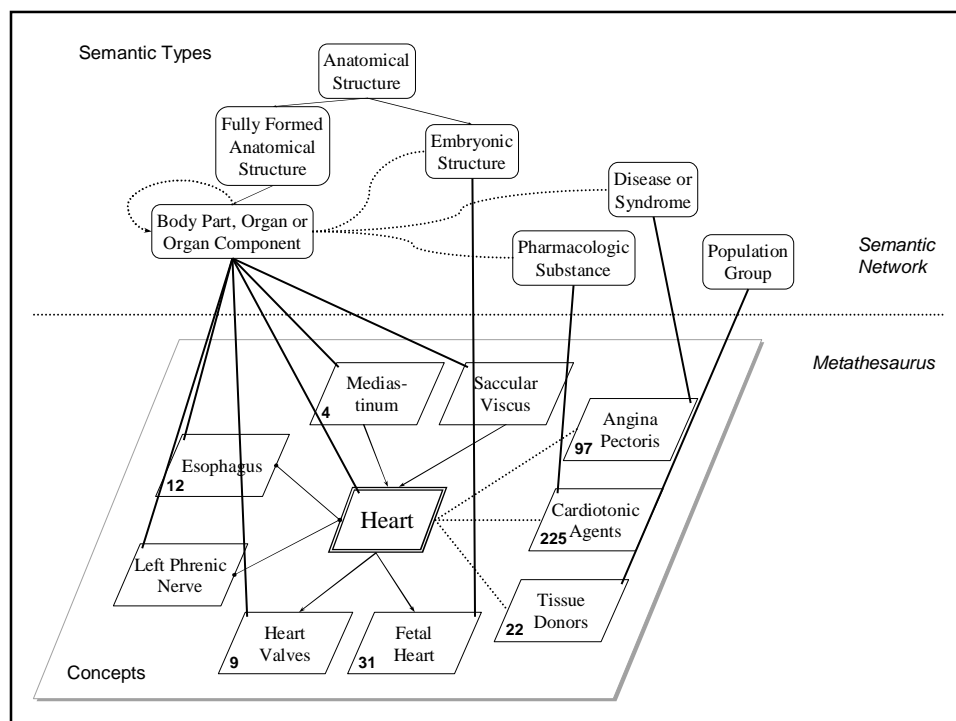 Semantic Types
Anatomical
Structure
Fully Formed
Anatomical
Structure
Embryonic
Structure
Disease or
Syndrome
Body Part, Organ or
Organ Component
Pharmacologic
Substance
Population
Group
Semantic
Network
Metathesaurus
Medias-
tinum
4
Saccular
Viscus
Angina
Pectoris
97
Esophagus
12
Heart
Cardiotonic
Agents
225
Left Phrenic
Nerve
Tissue
Donors
22
Heart
Valves
9
Fetal
Heart
31
Concepts